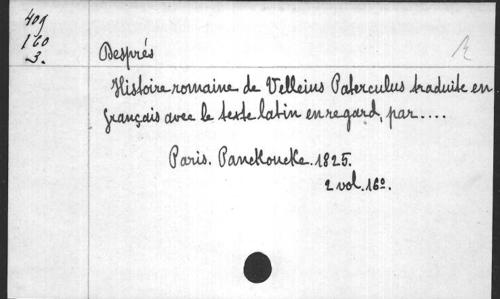 409
160
3.
Després
Histoire romaine de Velleius Paterculus traduite en
français avec le texte latin en regard, par....
Paris. Panckoucke. 1825.
2 vol. 16º.